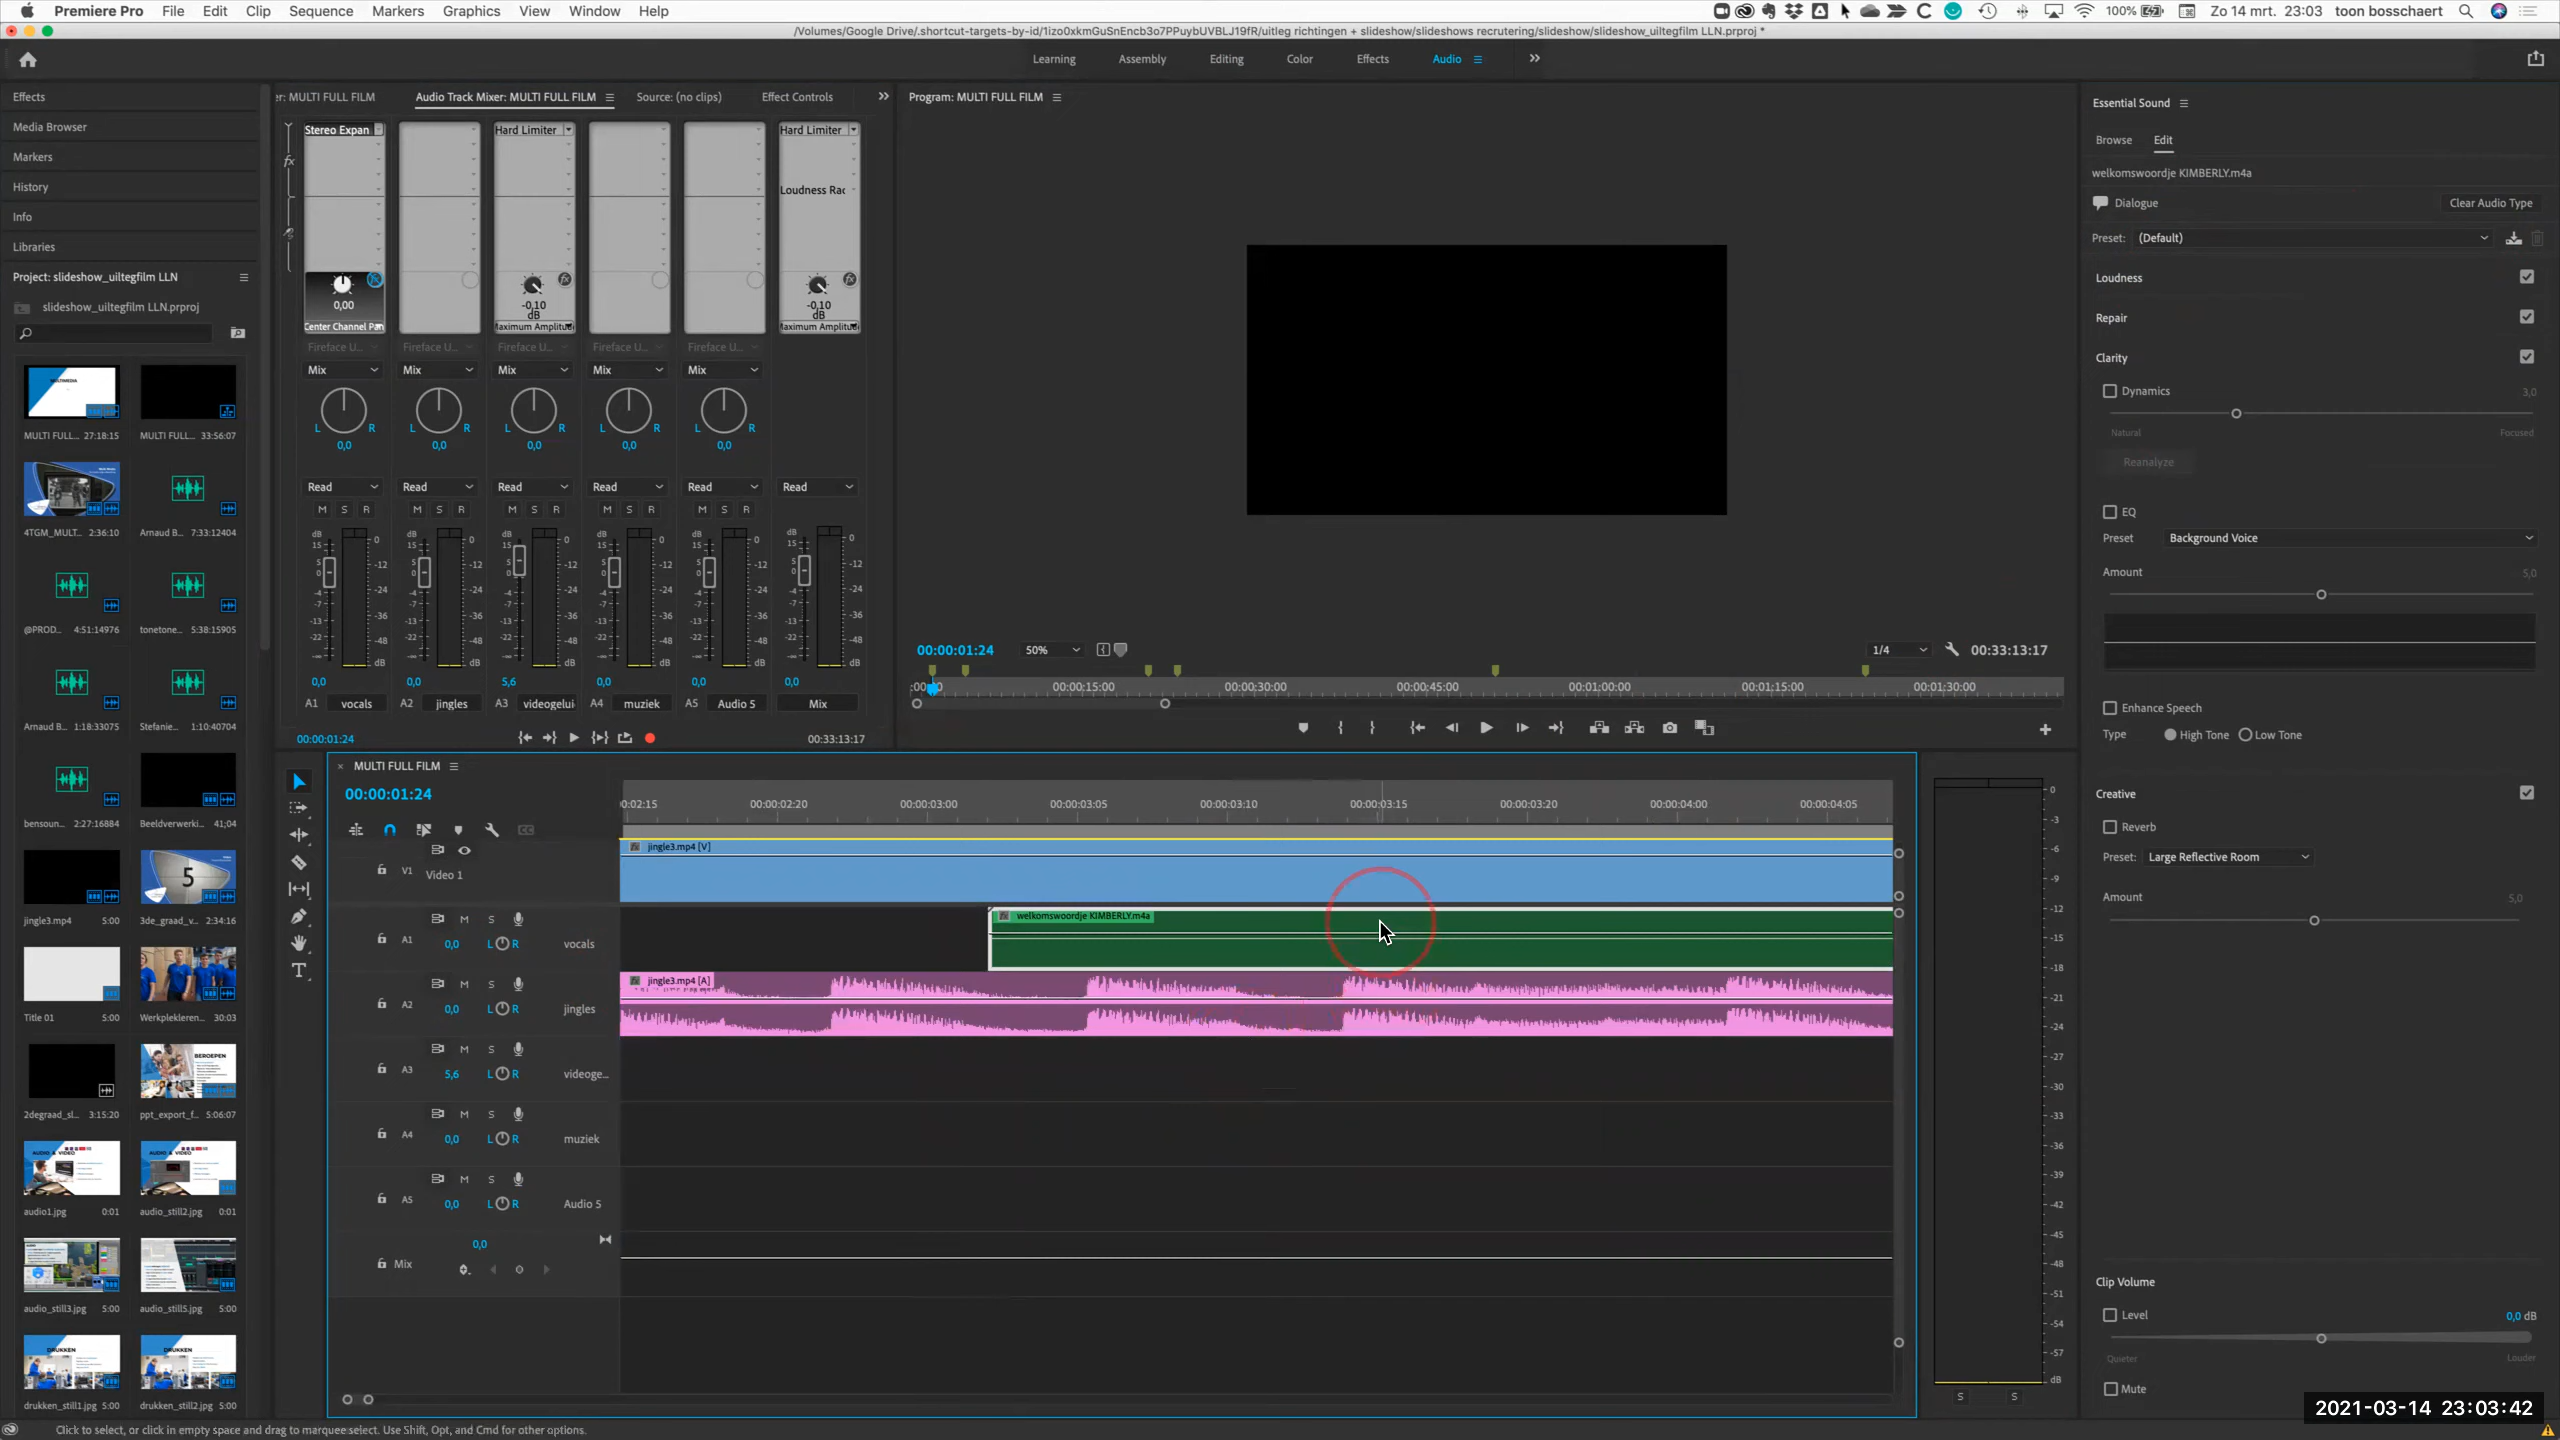 Premiere Pro File Edit Clip Sequence Markers Graphics View Window Help 100% Zo 14 mrt. 23:03 toon bosschaert
/Volumes/Google Drive/.shortcut-targets-by-id/1izo0xkmGuSnEncb3o7PPuybUVBLJ19fR/uitleg richtingen + slideshow/slideshows recrutering/slideshow/slideshow_uiltegfilm LLN.prproj *
Learning Assembly Editing Color Effects Audio
Effects
Media Browser
Markers
History
Info
Libraries
Project: slideshow_uiltegfilm LLN
slideshow_uiltegfilm LLN.prproj
MULTI FULL... 27:18:15 MULTI FULL... 33:56:07
4TGM_MULT... 2:36:10 Arnaud B... 7:33:12404
@PROD... 4:51:14976 tonetone... 5:38:15905
Arnaud B... 1:18:33075 Stefanie... 1:10:40704
bensoun... 2:27:16884 Beeldverwerki... 41;04
jingle3.mp4 5:00 3de_graad_v... 2:34:16
Title 01 5:00 Werkplekleren... 30:03
2degraad_sl... 3:15:20 ppt_export_f... 5:06:07
audio1.jpg 0:01 audio_still2.jpg 0:01
audio_still3.jpg 5:00 audio_still5.jpg 5:00
drukken_still1.jpg 5:00 drukken_still2.jpg 5:00
er: MULTI FULL FILM Audio Track Mixer: MULTI FULL FILM Source: (no clips) Effect Controls
Stereo Expan Hard Limiter Hard Limiter
Loudness Rac
0,00 -0,10 dB -0,10 dB
Center Channel Pan Maximum Amplitud Maximum Amplitud
Fireface U... Fireface U... Fireface U... Fireface U... Fireface U...
Mix Mix Mix Mix Mix
L R L R L R L R L R
0,0 0,0 0,0 0,0 0,0
Read Read Read Read Read Read
M S R M S R M S R M S R M S R
0,0 0,0 5,6 0,0 0,0 0,0
A1 vocals A2 jingles A3 videogelui A4 muziek A5 Audio 5 Mix
00:00:01:24 00:33:13:17
Program: MULTI FULL FILM
00:00:01:24 50% 1/4 00:33:13:17
00:00:15:00 00:00:30:00 00:00:45:00 00:01:00:00 00:01:15:00 00:01:30:00
MULTI FULL FILM
00:00:01:24
0:02:15 00:00:02:20 00:00:03:00 00:00:03:05 00:00:03:10 00:00:03:15 00:00:03:20 00:00:04:00 00:00:04:05
V1 Video 1 jingle3.mp4 [V]
A1 M S 0,0 L R vocals welkomswoordje KIMBERLY.m4a
A2 M S 0,0 L R jingles jingle3.mp4 [A]
A3 M S 5,6 L R videoge...
A4 M S 0,0 L R muziek
A5 M S 0,0 L R Audio 5
0,0
Mix
0
-3
-6
-9
-12
-15
-18
-21
-24
-27
-30
-33
-36
-39
-42
-45
-48
-51
-54
-57
dB
S S
Essential Sound
Browse Edit
welkomswoordje KIMBERLY.m4a
Dialogue Clear Audio Type
Preset: (Default)
Loudness
Repair
Clarity
Dynamics 3,0
Natural Focused
Reanalyze
EQ
Preset Background Voice
Amount 5,0
Enhance Speech
Type High Tone Low Tone
Creative
Reverb
Preset: Large Reflective Room
Amount 5,0
Clip Volume
Level 0,0 dB
Quieter Louder
Mute
2021-03-14 23:03:42
Click to select, or click in empty space and drag to marquee select. Use Shift, Opt, and Cmd for other options.